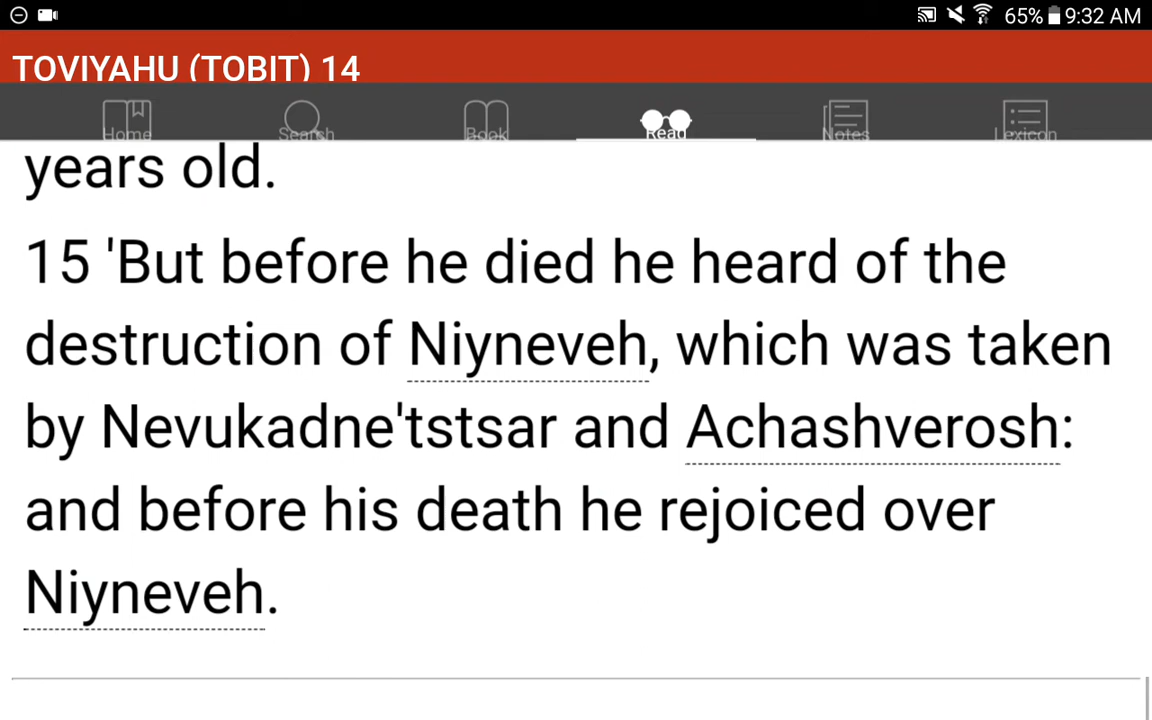 65% 9:32 AM
TOVIYAHU (TOBIT) 14
Home Search Book Read Notes Lexicon
years old.
15 'But before he died he heard of the
destruction of Niyneveh, which was taken
by Nevukadne'tstsar and Achashverosh:
and before his death he rejoiced over
Niyneveh.